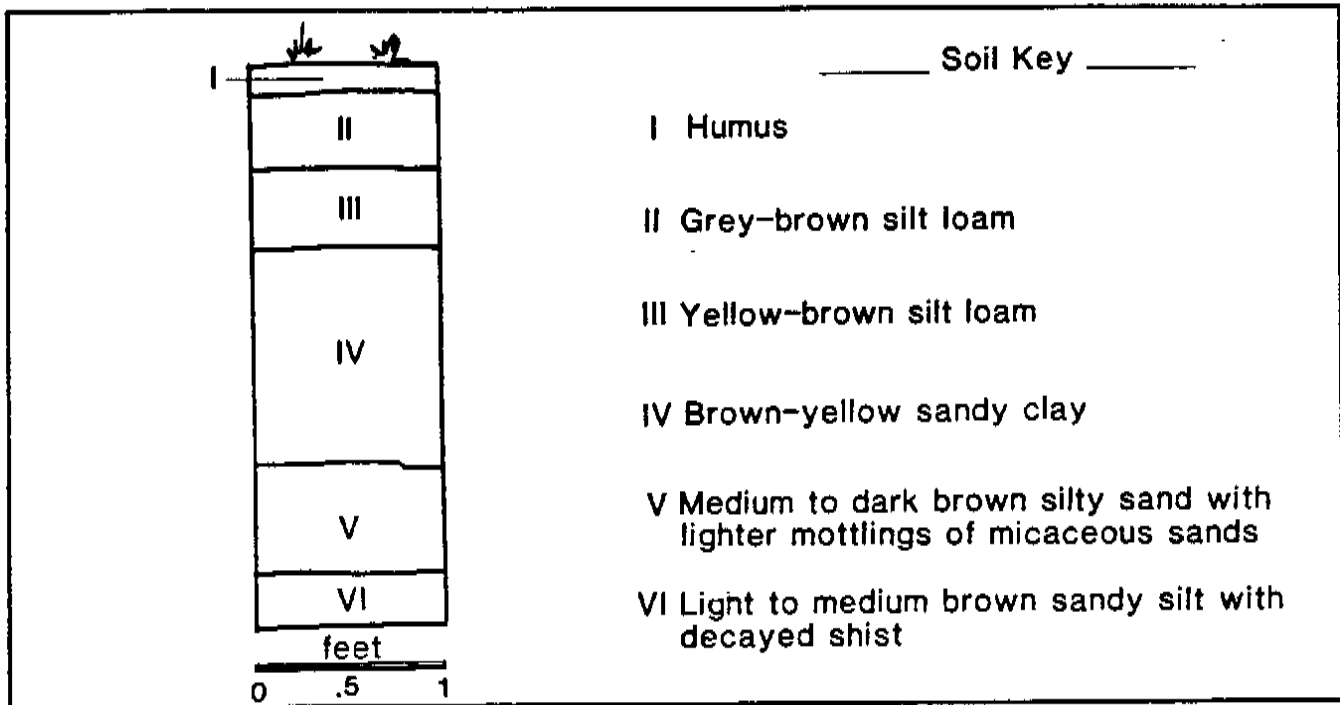 Soil Key
I
II
III
IV
V
VI
feet
0 .5 1
I Humus
II Grey-brown silt loam
III Yellow-brown silt loam
IV Brown-yellow sandy clay
V Medium to dark brown silty sand with
lighter mottlings of micaceous sands
VI Light to medium brown sandy silt with
decayed shist